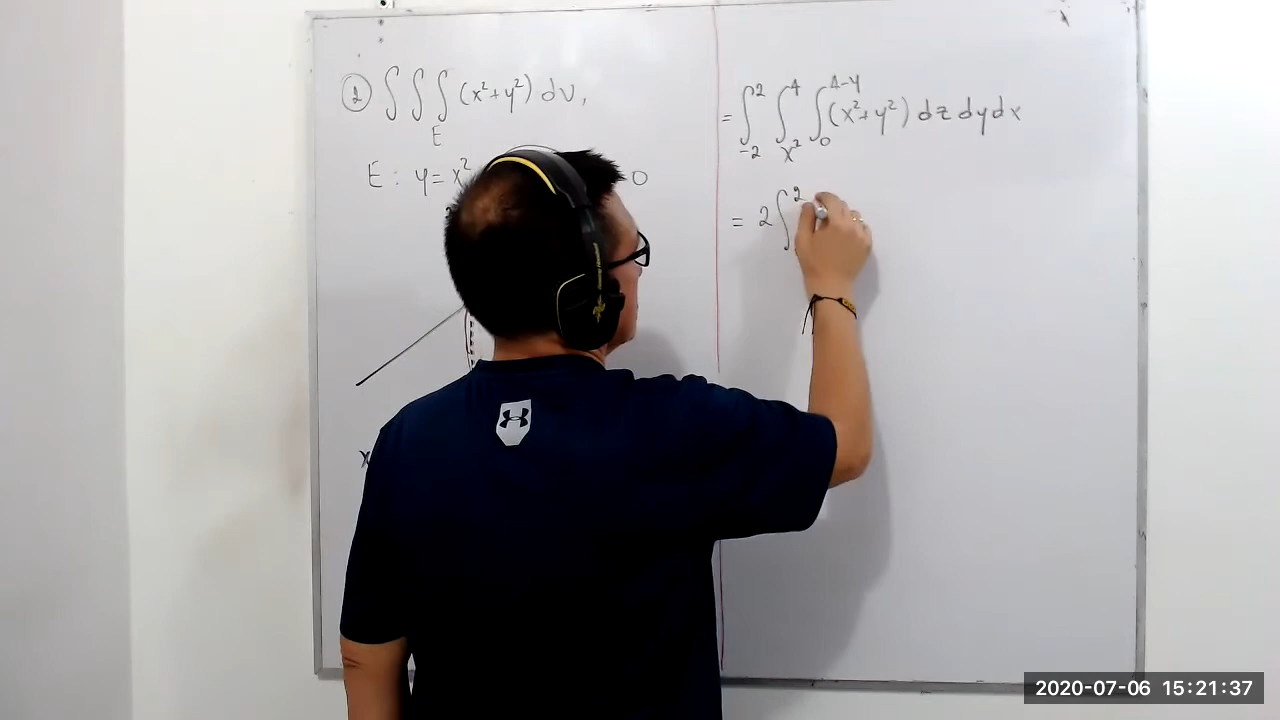 ② ∫∫∫_E (x²+y²) dv,
E: y=x² =0
x
= ∫_{-2}^{2} ∫_{x²}^{4} ∫_{0}^{4-y} (x²+y²) dz dy dx
= 2 ∫^{2}
2020-07-06 15:21:37